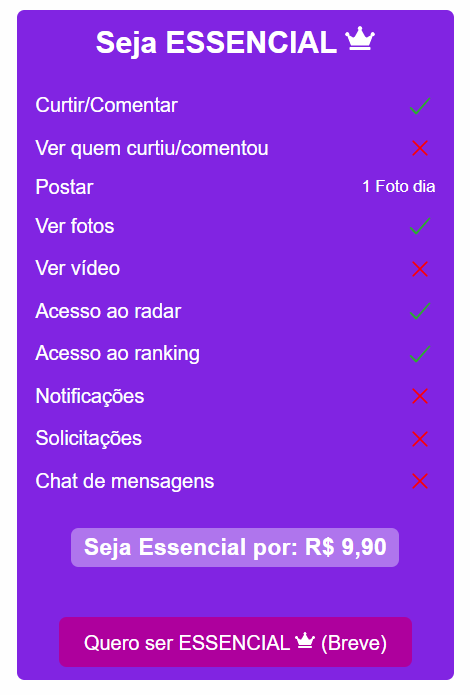 Seja ESSENCIAL
Curtir/Comentar
Ver quem curtiu/comentou
Postar 1 Foto dia
Ver fotos
Ver vídeo
Acesso ao radar
Acesso ao ranking
Notificações
Solicitações
Chat de mensagens
Seja Essencial por: R$ 9,90
Quero ser ESSENCIAL (Breve)